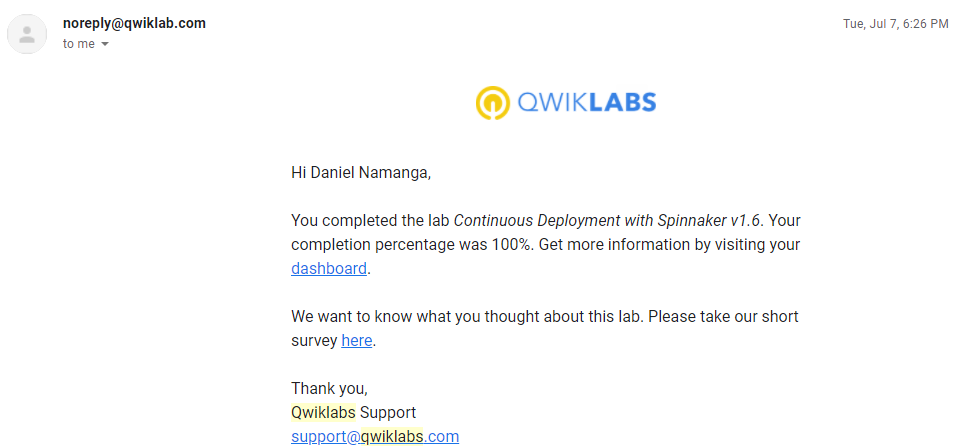 noreply@qwiklab.com
Tue, Jul 7, 6:26 PM
to me
QWIKLABS
Hi Daniel Namanga,
You completed the lab Continuous Deployment with Spinnaker v1.6. Your
completion percentage was 100%. Get more information by visiting your
dashboard.
We want to know what you thought about this lab. Please take our short
survey here.
Thank you,
Qwiklabs Support
support@qwiklabs.com